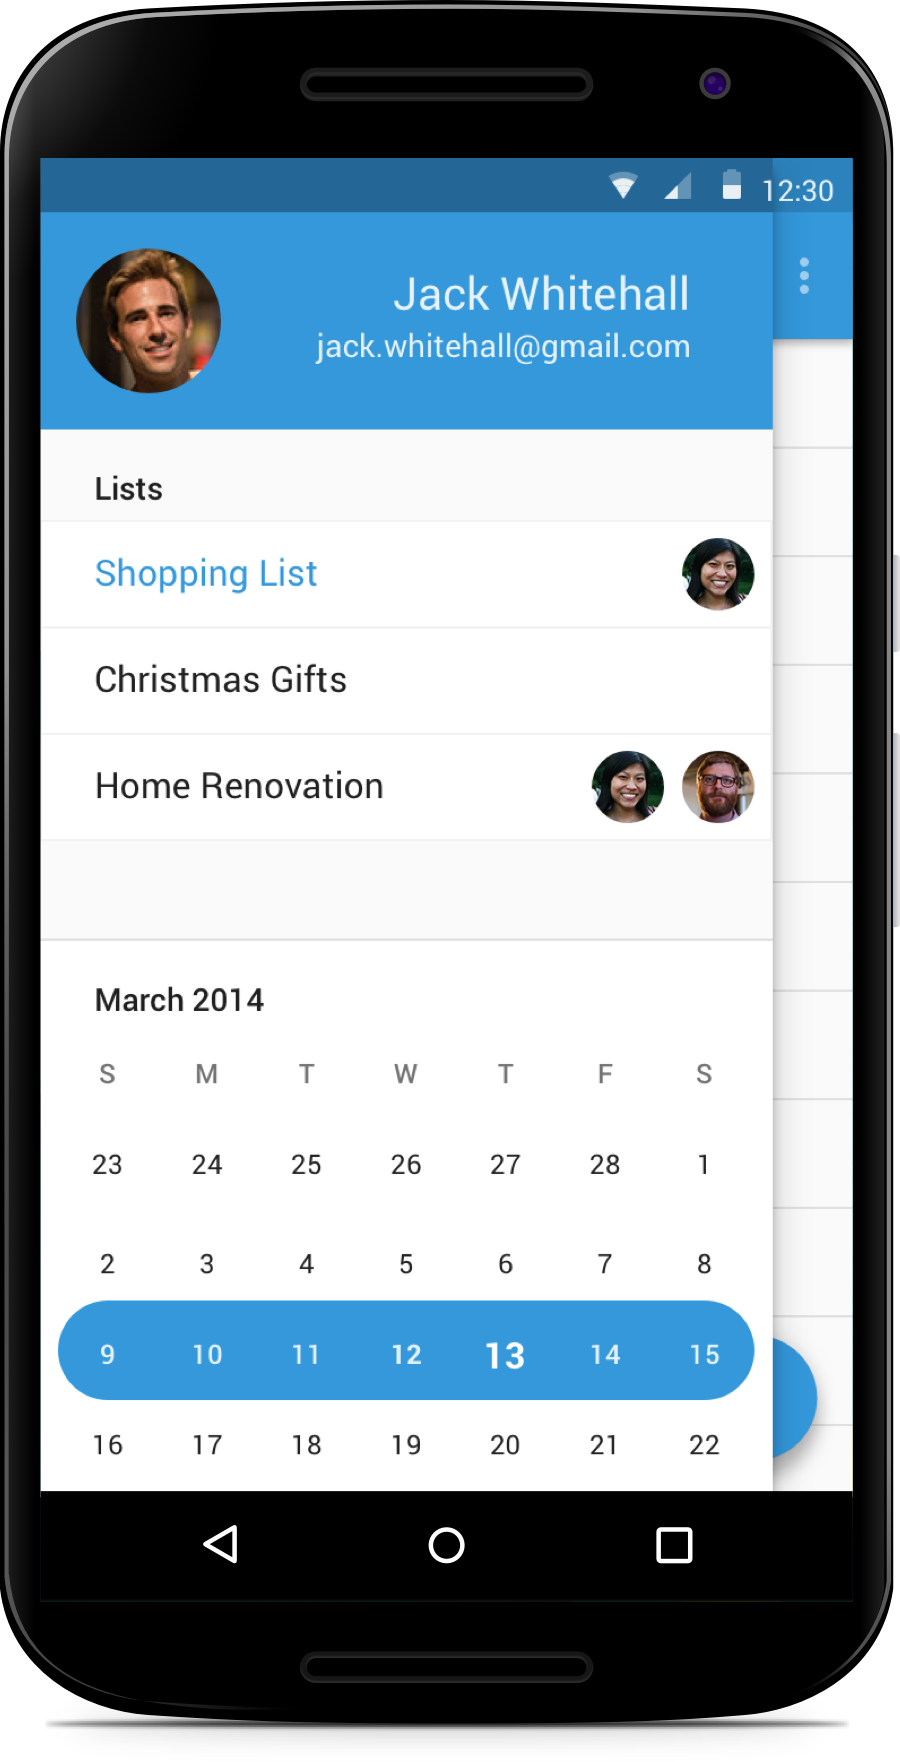 12:30
Jack Whitehall
jack.whitehall@gmail.com
Lists
Shopping List
Christmas Gifts
Home Renovation
March 2014
S M T W T F S
23 24 25 26 27 28 1
2 3 4 5 6 7 8
9 10 11 12 13 14 15
16 17 18 19 20 21 22